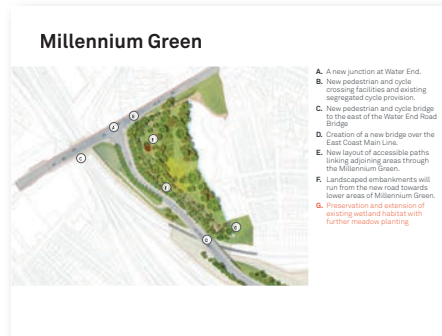 Millennium Green
A. A new junction at Water End.
B. New pedestrian and cycle
crossing facilities and existing
segregated cycle provision.
C. New pedestrian and cycle bridge
to the east of the Water End Road
Bridge
D. Creation of a new bridge over the
East Coast Main Line.
E. New layout of accessible paths
linking adjoining areas through
the Millennium Green.
F. Landscaped embankments will
run from the new road towards
lower areas of Millennium Green.
G. Preservation and extension of
existing wetland habitat with
further meadow planting
B
A
E
C
F
G
D